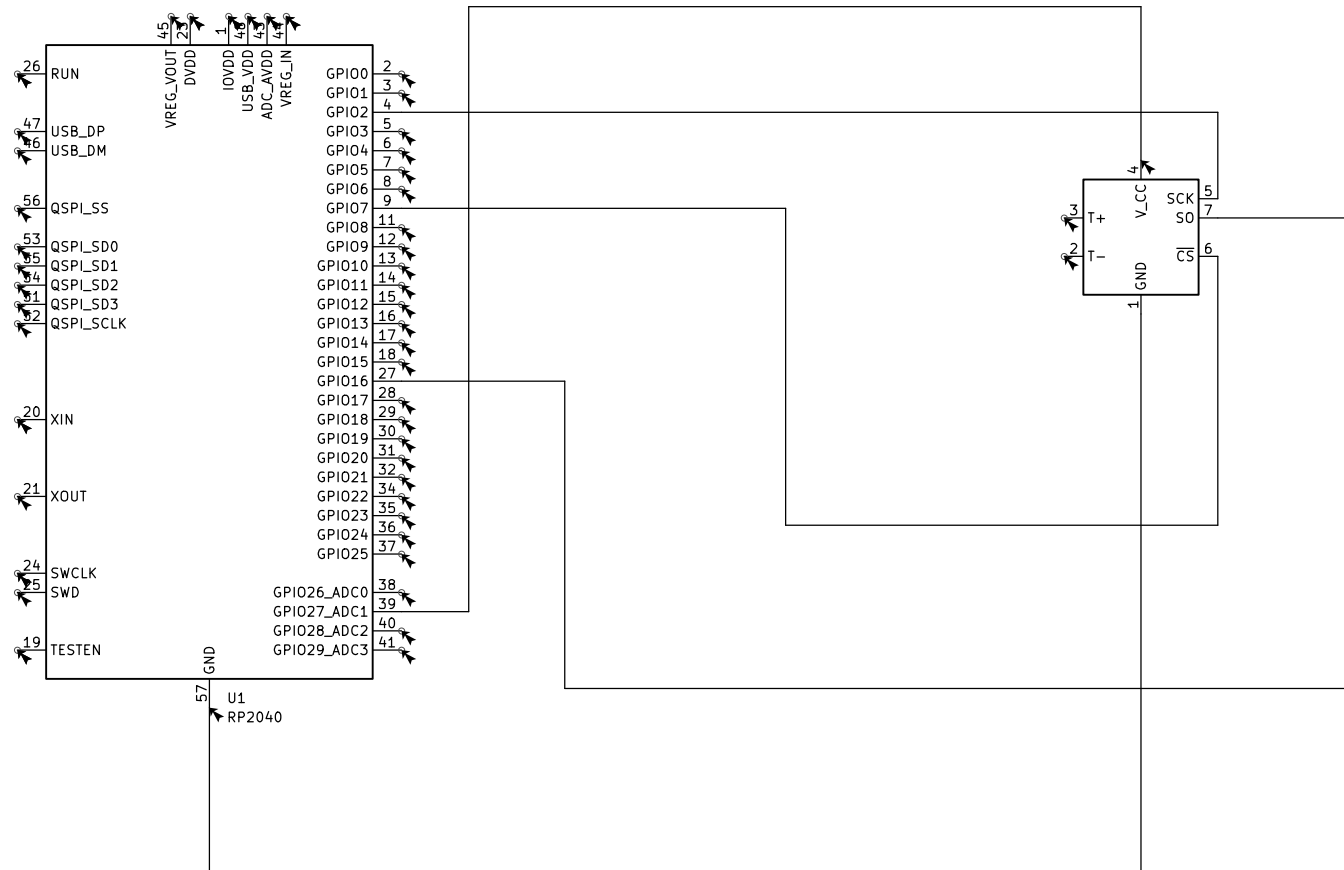 45
23
1
48
43
44
VREG_VOUT
DVDD
IOVDD
USB_VDD
ADC_AVDD
VREG_IN
26 RUN
47 USB_DP
46 USB_DM
56 QSPI_SS
53 QSPI_SD0
55 QSPI_SD1
54 QSPI_SD2
51 QSPI_SD3
52 QSPI_SCLK
20 XIN
21 XOUT
24 SWCLK
25 SWD
19 TESTEN
GPIO0 2
GPIO1 3
GPIO2 4
GPIO3 5
GPIO4 6
GPIO5 7
GPIO6 8
GPIO7 9
GPIO8 11
GPIO9 12
GPIO10 13
GPIO11 14
GPIO12 15
GPIO13 16
GPIO14 17
GPIO15 18
GPIO16 27
GPIO17 28
GPIO18 29
GPIO19 30
GPIO20 31
GPIO21 32
GPIO22 34
GPIO23 35
GPIO24 36
GPIO25 37
GPIO26_ADC0 38
GPIO27_ADC1 39
GPIO28_ADC2 40
GPIO29_ADC3 41
GND
57
U1
RP2040
4
V_CC
3 T+
2 T-
SCK 5
SO 7
CS 6
GND
1